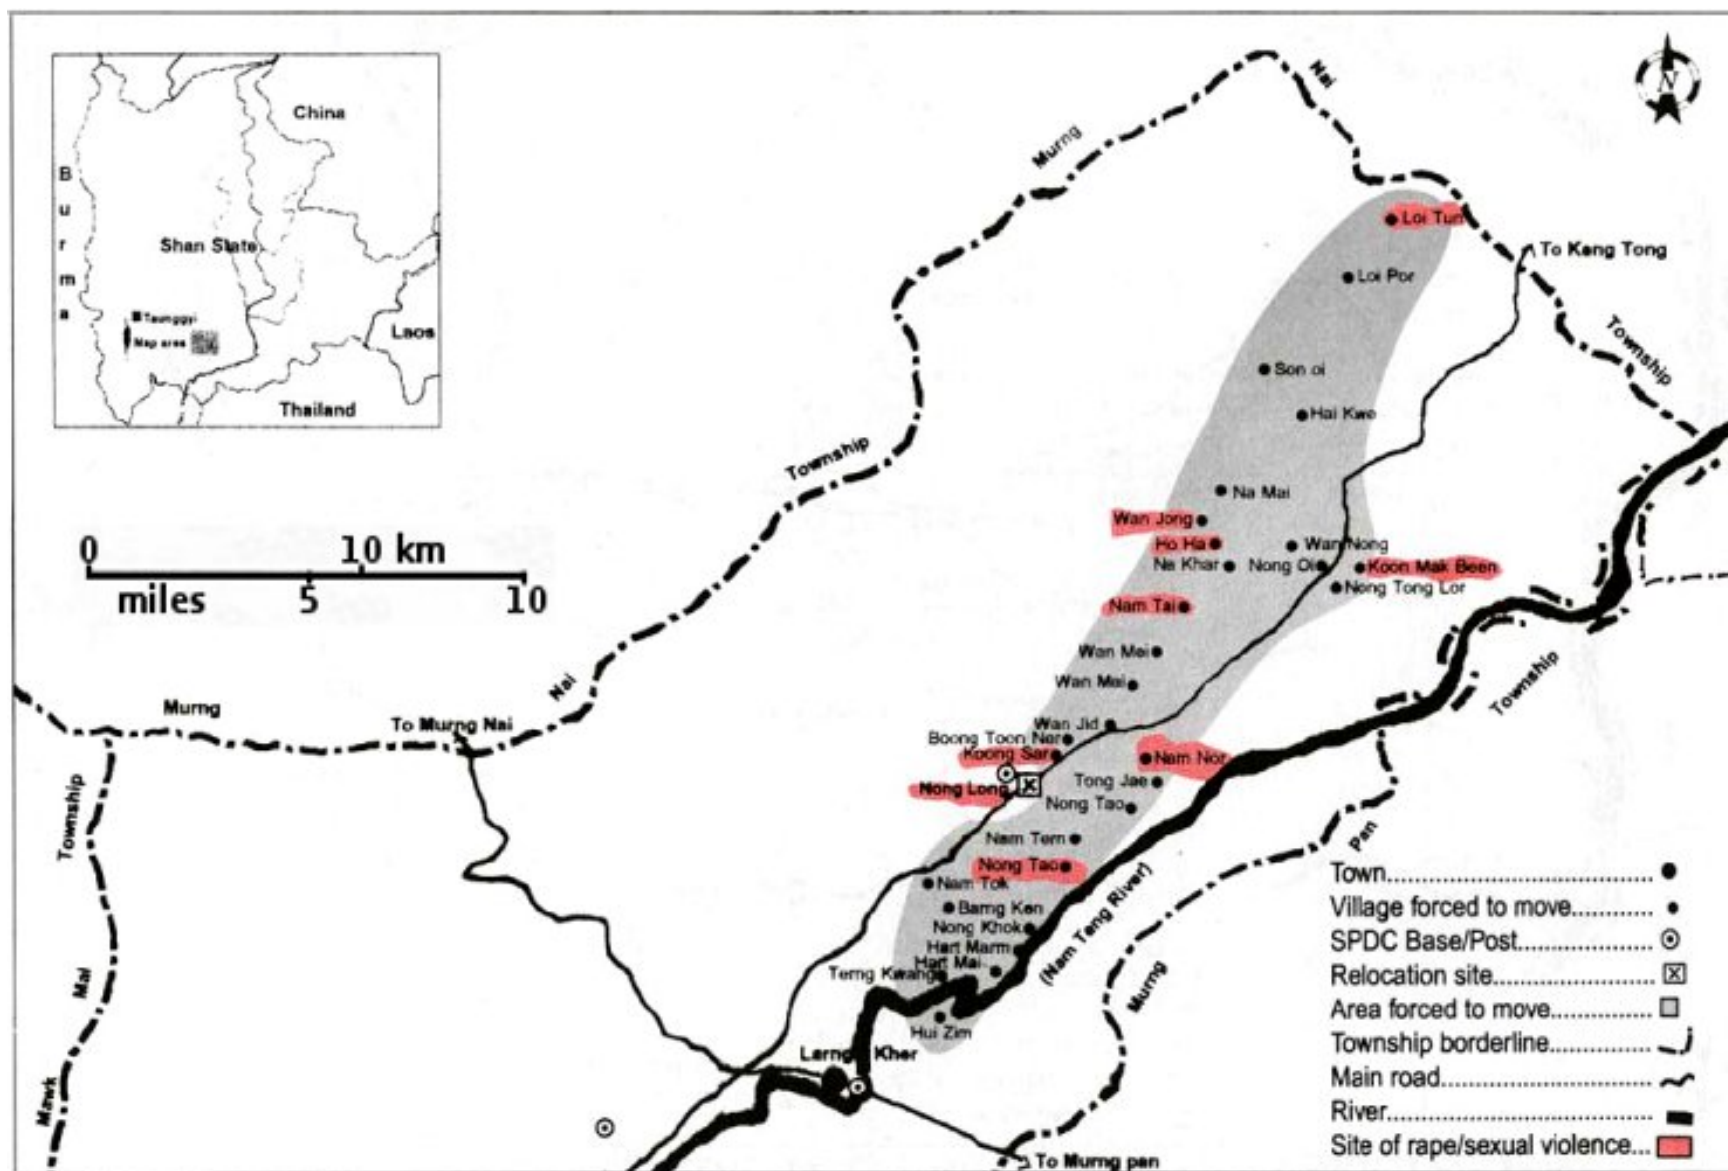 China
B
u
r
m
a
Shan State
Taunggyi
Map area
Laos
Thailand
N
Nai
Murng
Township
Loi Tun
To Kang Tong
Loi Por
Township
Son oi
Hai Kwe
Township
Na Mai
Wan Jong
Ho Ha
Wan Nong
Na Khar
Nong Oi
Koon Mak Been
Nong Tong Lor
Nam Tai
0 10 km
miles 5 10
Wan Mei
Wan Mai
Nai
Murng
To Murng Nai
Wan Jid
Boong Toon Ner
Koong Sar
Nam Nor
Nong Long
Tong Jae
Nong Tao
Nam Tem
Nong Tao
Nam Tok
Barng Ken
Nong Khok
Hart Marm
Hart Mai
Terng Kwang
Hui Zim
(Nam Teng River)
Township
Pan
Murng
Township
Mai
Mawk
Larng Kher
To Murng pan
Town
Village forced to move
SPDC Base/Post
Relocation site
Area forced to move
Township borderline
Main road
River
Site of rape/sexual violence